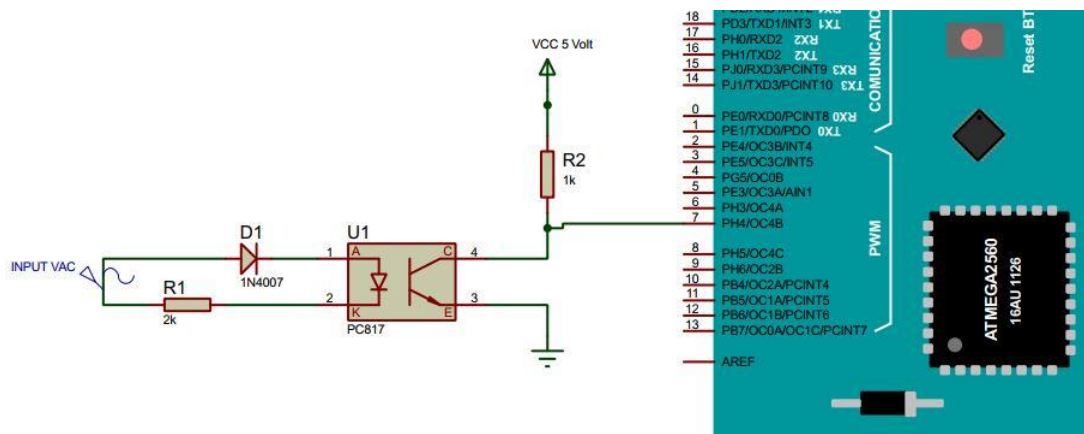 18 PD3/TXD1/INT3 TX1
17 PH0/RXD2 RX2
16 PH1/TXD2 TX2
15 PJ0/RXD3/PCINT9 RX3
14 PJ1/TXD3/PCINT10 TX3
COMUNICATIO
Reset BT
0 PE0/RXD0/PCINT8 RX0
1 PE1/TXD0/PDO TX0
2 PE4/OC3B/INT4
3 PE5/OC3C/INT5
4 PG5/OC0B
5 PE3/OC3A/AIN1
6 PH3/OC4A
7 PH4/OC4B
PWM
8 PH5/OC4C
9 PH6/OC2B
10 PB4/OC2A/PCINT4
11 PB5/OC1A/PCINT5
12 PB6/OC1B/PCINT6
13 PB7/OC0A/OC1C/PCINT7
AREF
ATMEGA2560
16AU 1126
VCC 5 Volt
R2
1k
D1
1N4007
U1
A
C
1
4
2
3
K
E
PC817
INPUT VAC
R1
2k